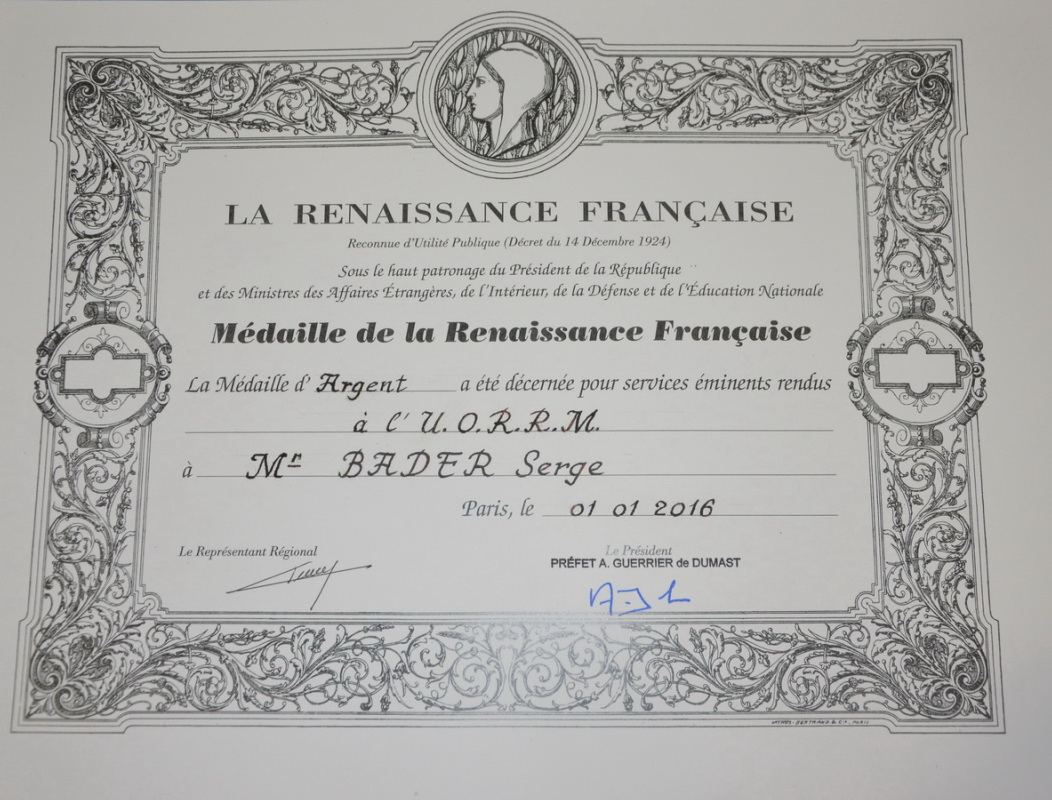 LA RENAISSANCE FRANÇAISE
Reconnue d'Utilité Publique (Décret du 14 Décembre 1924)
Sous le haut patronage du Président de la République
et des Ministres des Affaires Étrangères, de l'Intérieur, de la Défense et de l'Éducation Nationale
Médaille de la Renaissance Française
La Médaille d' Argent a été décernée pour services éminents rendus
à l' U.O.R.R.M.
à Mr BADER Serge
Paris, le 01 01 2016
Le Représentant Régional
Le Président
PRÉFET A. GUERRIER de DUMAST